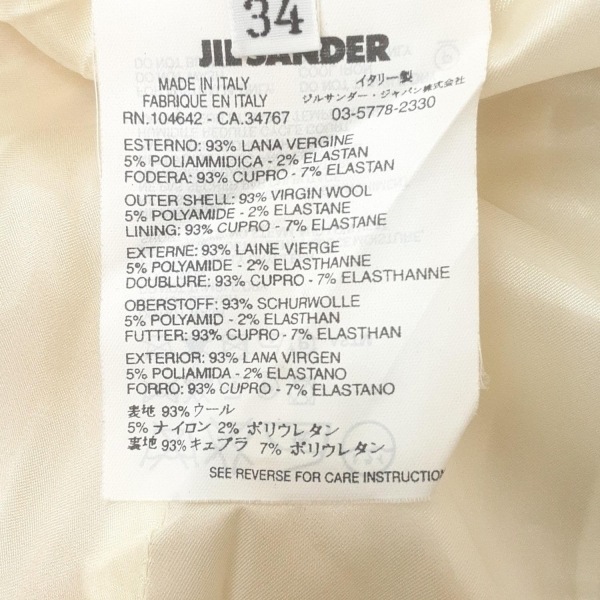 34
JIL SANDER
MADE IN ITALY イタリー製
FABRIQUE EN ITALY ジルサンダー・ジャパン株式会社
RN.104642 - CA.34767 03-5778-2330
ESTERNO: 93% LANA VERGINE
5% POLIAMMIDICA - 2% ELASTAN
FODERA: 93% CUPRO - 7% ELASTAN
OUTER SHELL: 93% VIRGIN WOOL
5% POLYAMIDE - 2% ELASTANE
LINING: 93% CUPRO - 7% ELASTANE
EXTERNE: 93% LAINE VIERGE
5% POLYAMIDE - 2% ELASTHANNE
DOUBLURE: 93% CUPRO - 7% ELASTHANNE
OBERSTOFF: 93% SCHURWOLLE
5% POLYAMID - 2% ELASTHAN
FUTTER: 93% CUPRO - 7% ELASTHAN
EXTERIOR: 93% LANA VIRGEN
5% POLIAMIDA - 2% ELASTANO
FORRO: 93% CUPRO - 7% ELASTANO
表地 93% ウール
5% ナイロン 2% ポリウレタン
裏地 93% キュプラ 7% ポリウレタン
SEE REVERSE FOR CARE INSTRUCTION